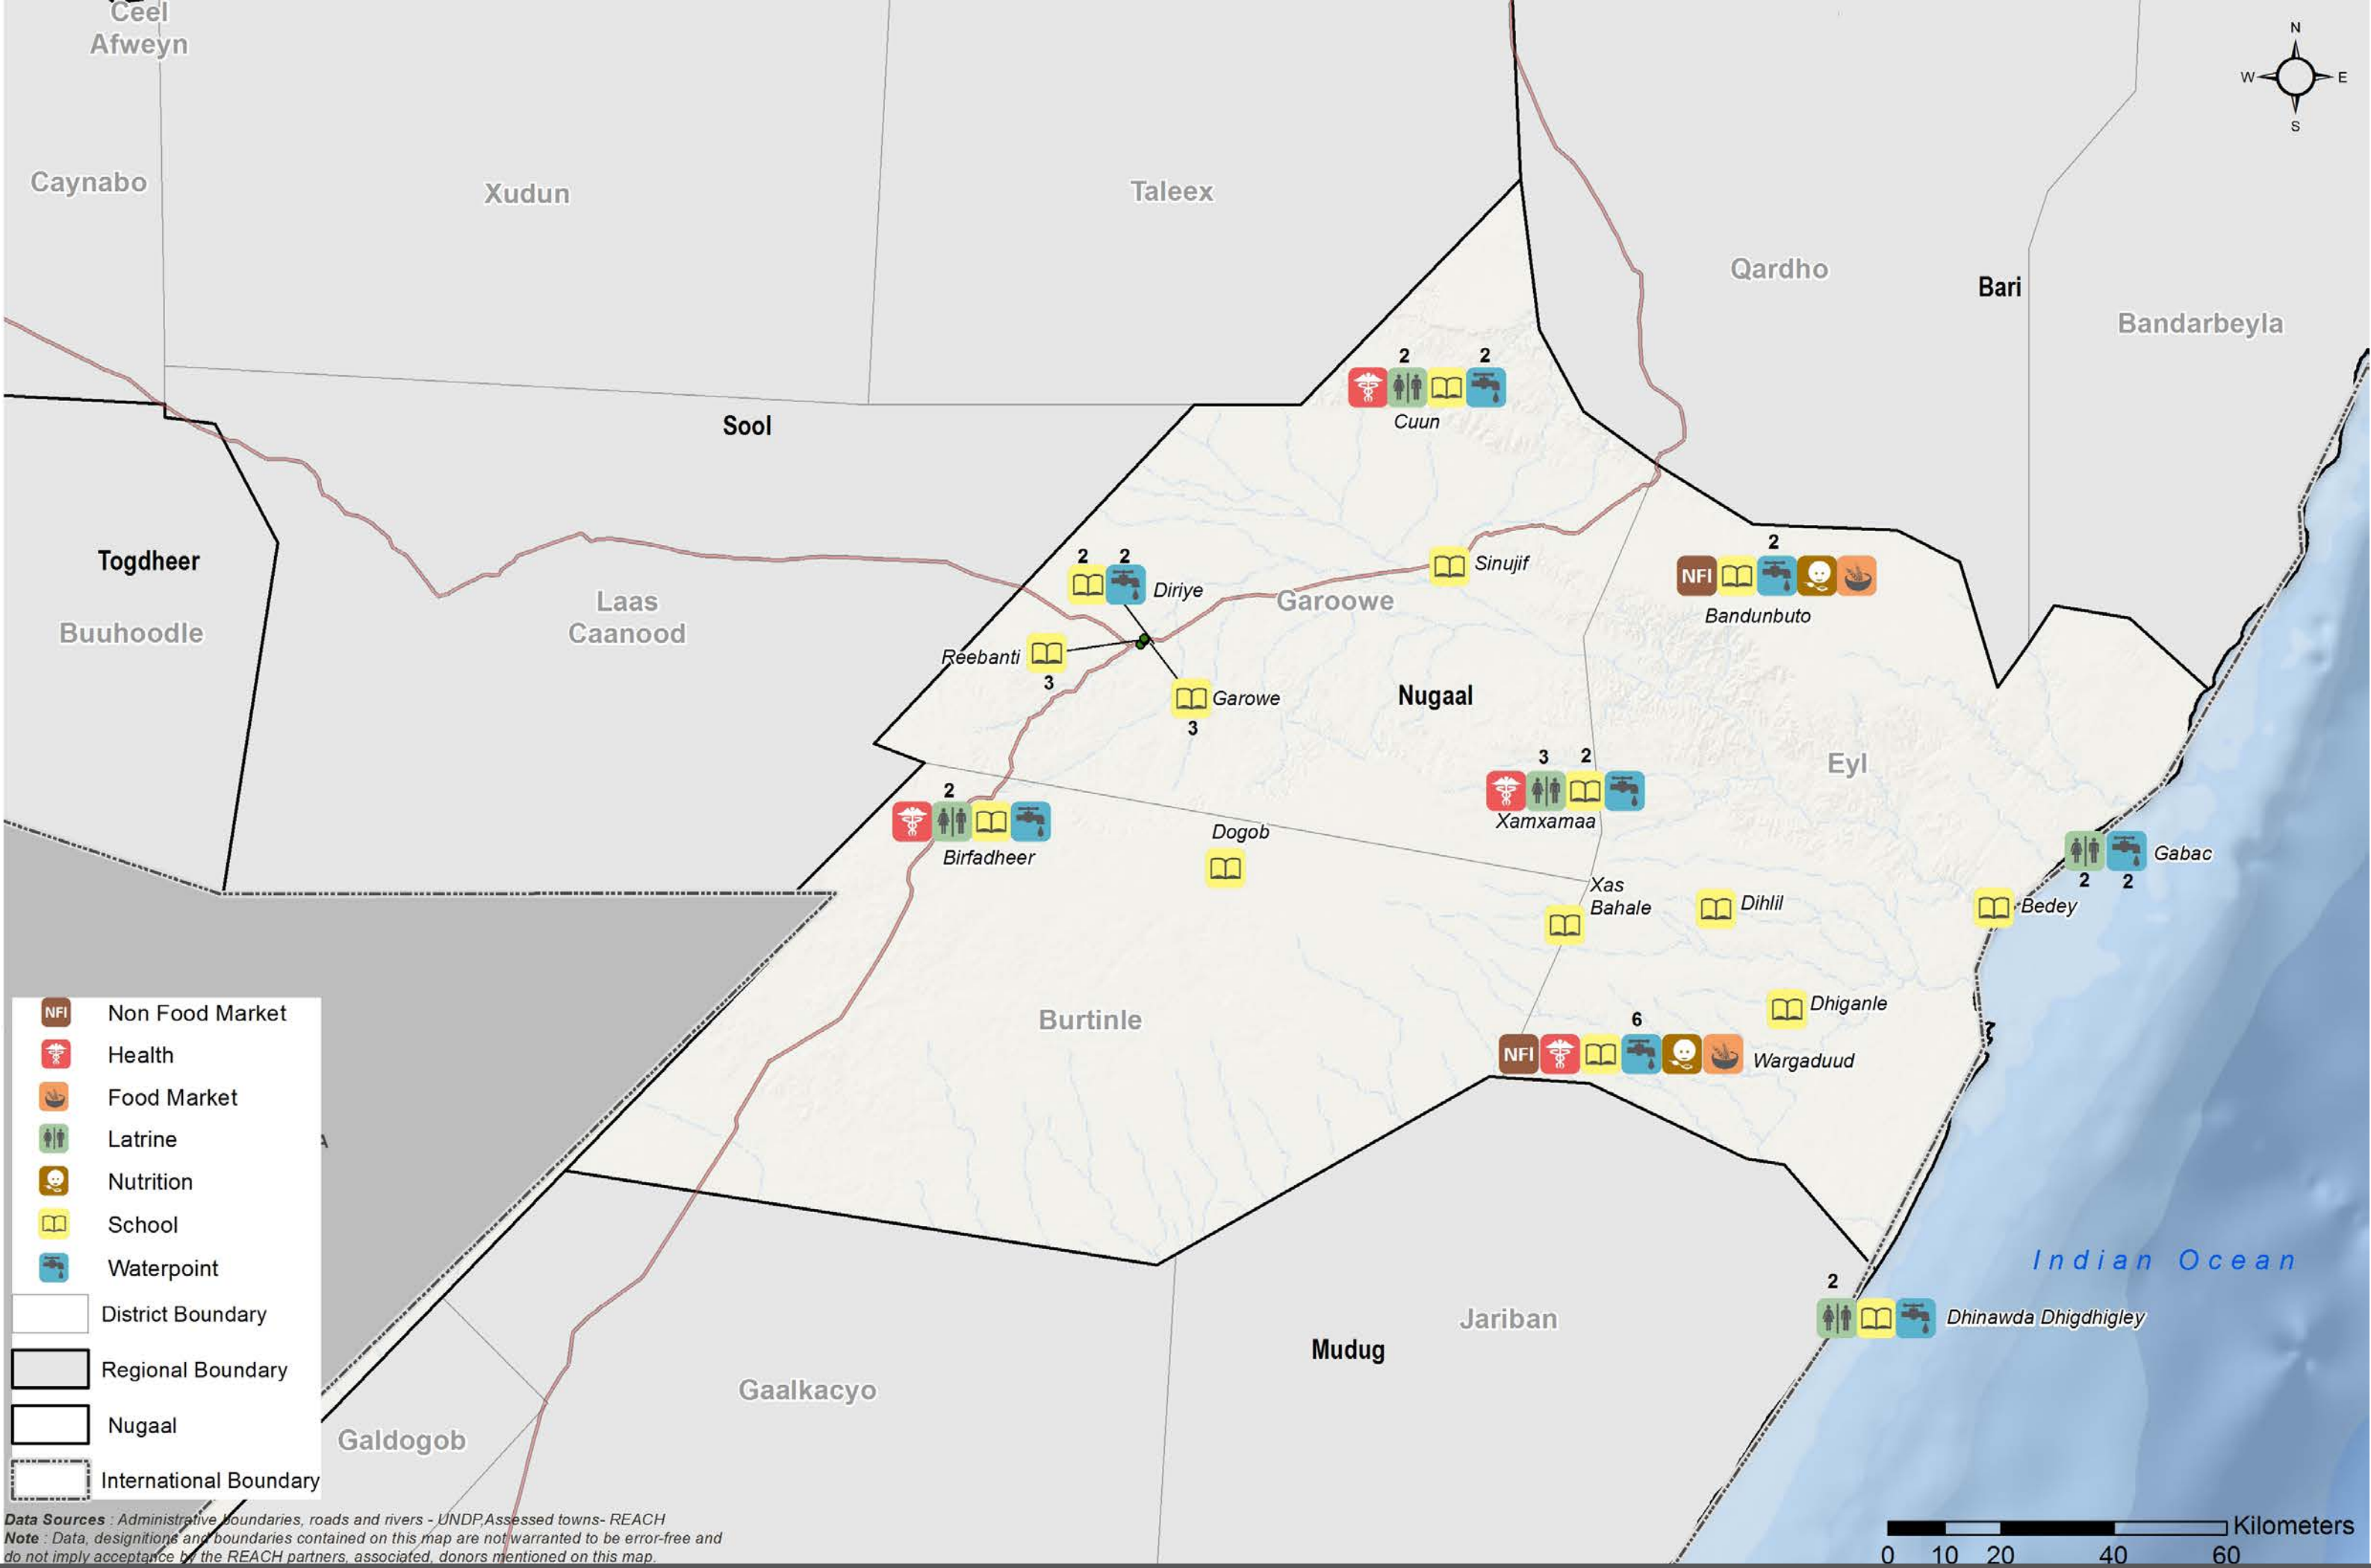 Ceel
Afweyn
N
W E
S
Caynabo
Xudun
Taleex
Qardho
Bari
Bandarbeyla
2 2
Cuun
Sool
Togdheer
Buuhoodle
Laas
Caanood
2 2
Diriye
Sinujif
Garoowe
2
NFI
Bandunbuto
Reebanti
3
Garowe
3
Nugaal
Eyl
3 2
Xamxamaa
2
Birfadheer
Dogob
Gabac
2 2
Xas
Bahale
Dihlil
Bedey
Dhiganle
Burtinle
6
NFI
Wargaduud
NFI Non Food Market
Health
Food Market
Latrine
A
Nutrition
School
Waterpoint
District Boundary
Regional Boundary
Nugaal
International Boundary
Indian Ocean
2
Dhinawda Dhigdhigley
Jariban
Mudug
Gaalkacyo
Galdogob
Data Sources : Administrative boundaries, roads and rivers - UNDP,Assessed towns- REACH
Note : Data, designitions and boundaries contained on this map are not warranted to be error-free and
do not imply acceptance by the REACH partners, associated, donors mentioned on this map.
Kilometers
0 10 20 40 60